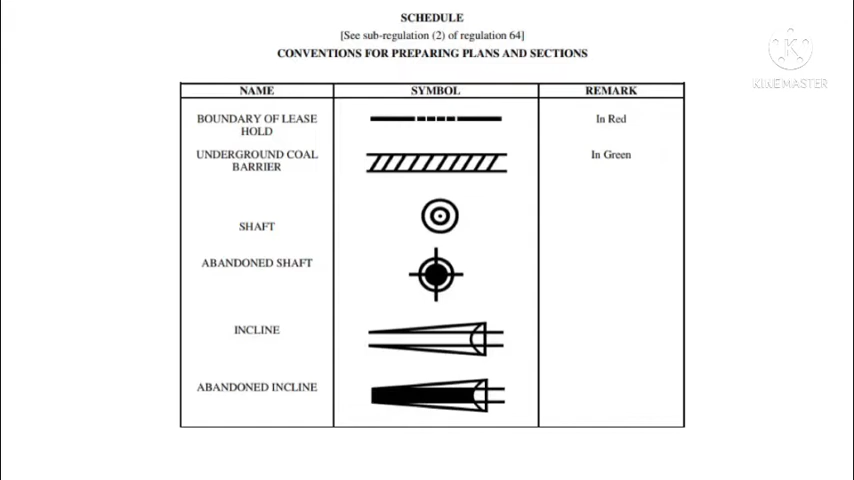 SCHEDULE
[See sub-regulation (2) of regulation 64]
CONVENTIONS FOR PREPARING PLANS AND SECTIONS
K
KINEMASTER
NAME SYMBOL REMARK
BOUNDARY OF LEASE In Red
HOLD
UNDERGROUND COAL In Green
BARRIER
SHAFT
ABANDONED SHAFT
INCLINE
ABANDONED INCLINE